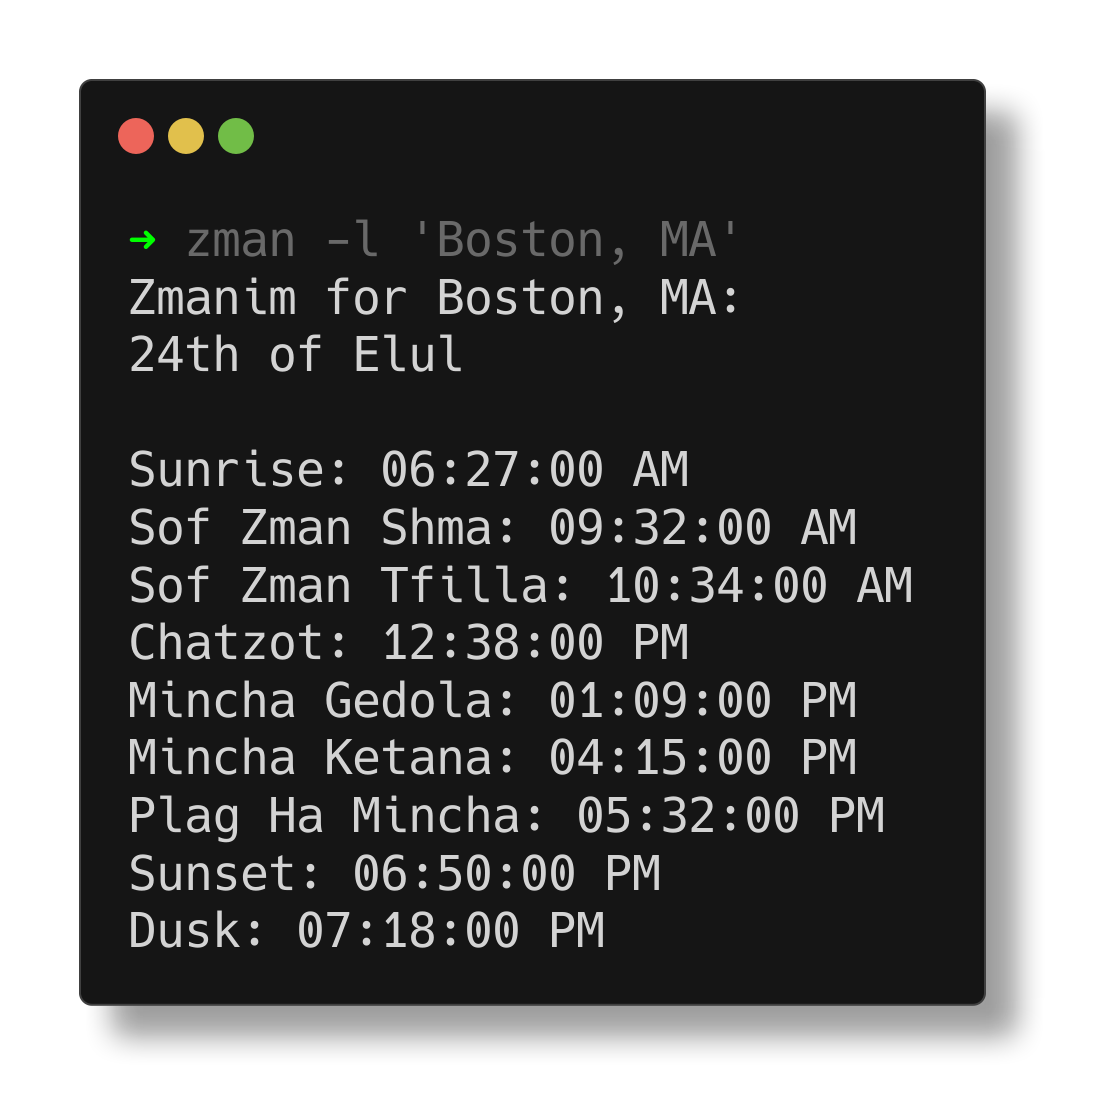 ➜ zman -l 'Boston, MA'
Zmanim for Boston, MA:
24th of Elul
Sunrise: 06:27:00 AM
Sof Zman Shma: 09:32:00 AM
Sof Zman Tfilla: 10:34:00 AM
Chatzot: 12:38:00 PM
Mincha Gedola: 01:09:00 PM
Mincha Ketana: 04:15:00 PM
Plag Ha Mincha: 05:32:00 PM
Sunset: 06:50:00 PM
Dusk: 07:18:00 PM